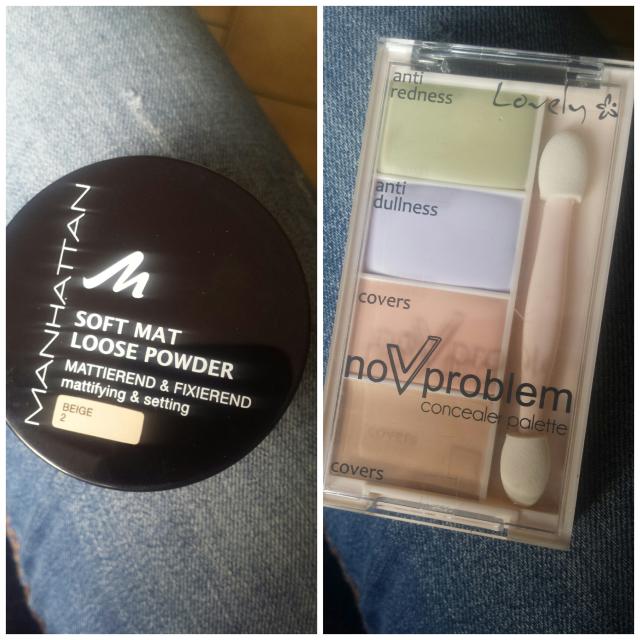 MANHATTAN
SOFT MAT
LOOSE POWDER
MATTIEREND & FIXIEREND
mattifying & setting
BEIGE
2
anti
redness
Lovely
anti
dullness
covers
noVproblem
concealer palette
COVERS
covers